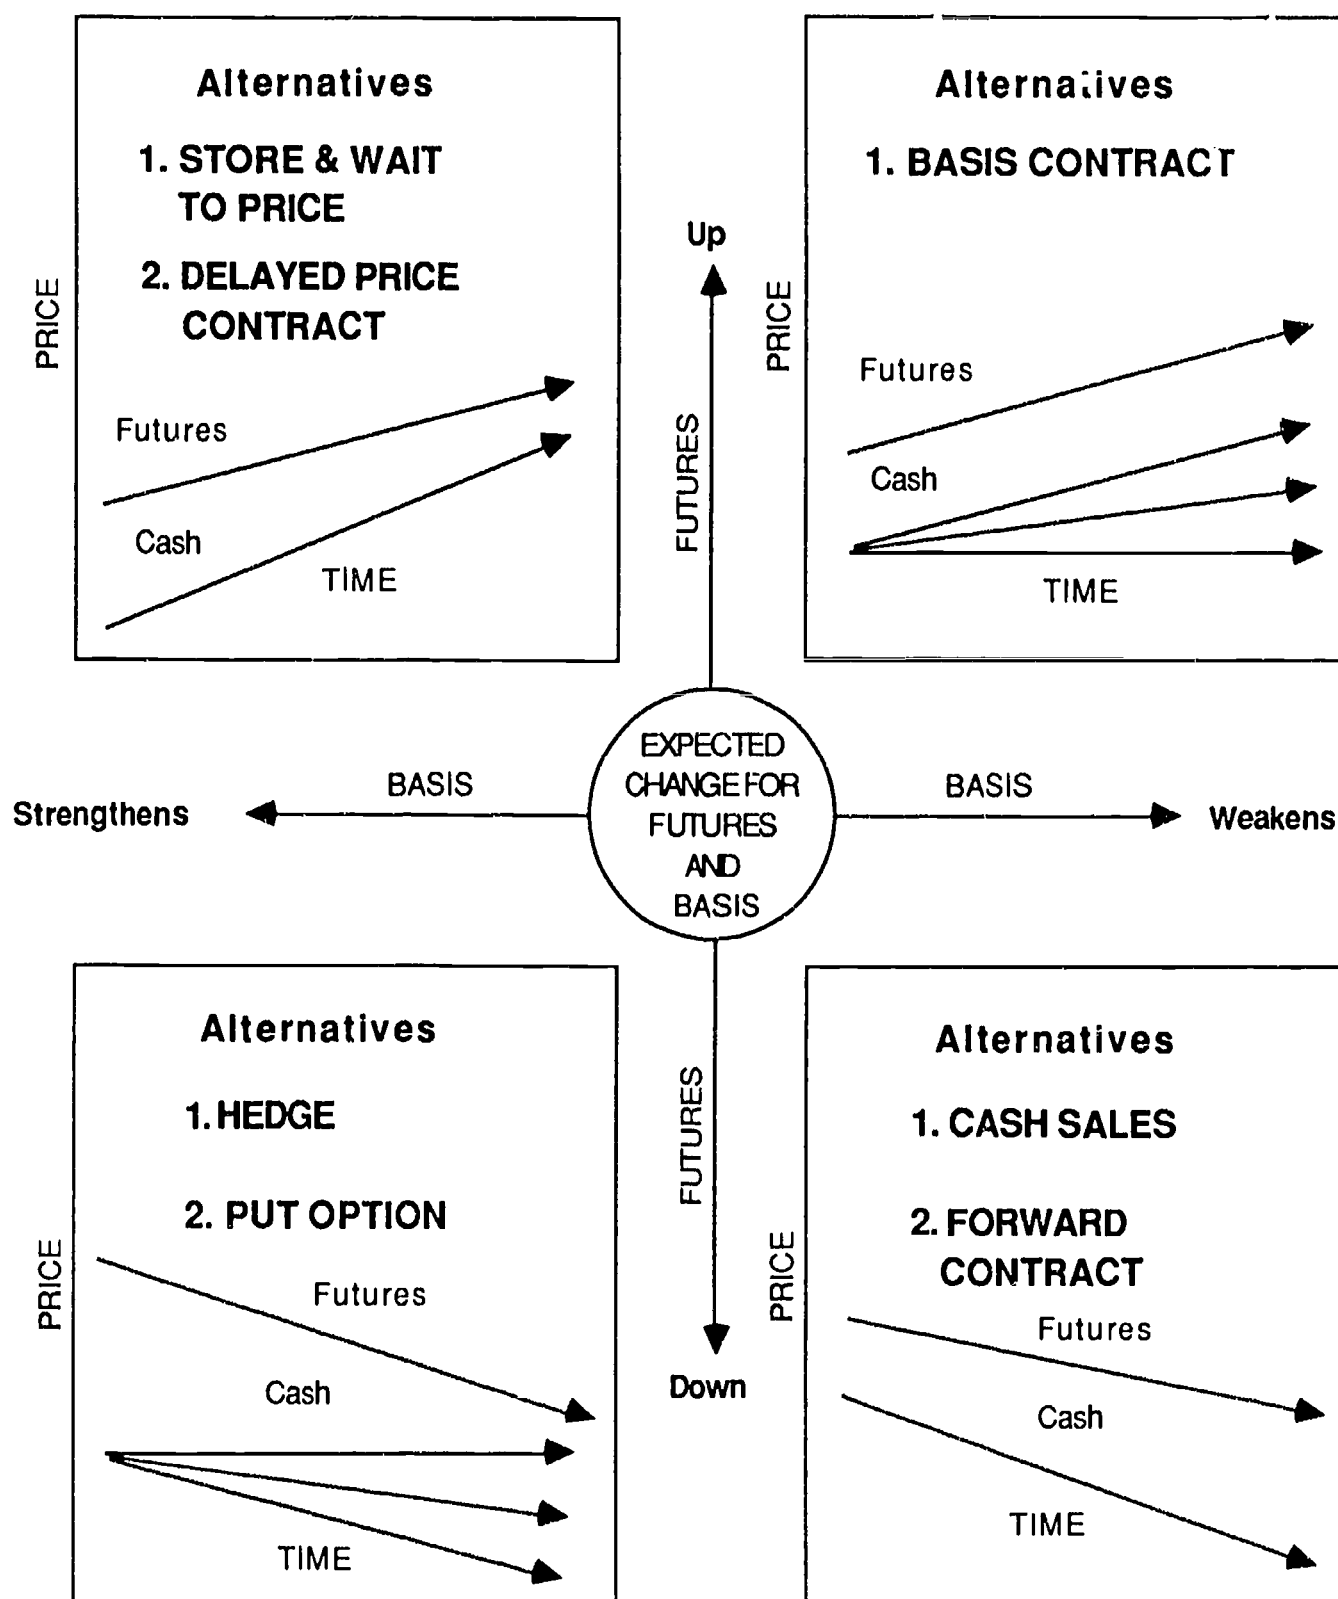 Alternatives
1. STORE & WAIT
TO PRICE
2. DELAYED PRICE
CONTRACT
PRICE
Futures
Cash
TIME
Up
FUTURES
Alternatives
1. BASIS CONTRACT
PRICE
Futures
Cash
TIME
Strengthens
BASIS
EXPECTED
CHANGE FOR
FUTURES
AND
BASIS
BASIS
Weakens
Alternatives
1. HEDGE
2. PUT OPTION
PRICE
Futures
Cash
TIME
FUTURES
Down
Alternatives
1. CASH SALES
2. FORWARD
CONTRACT
PRICE
Futures
Cash
TIME